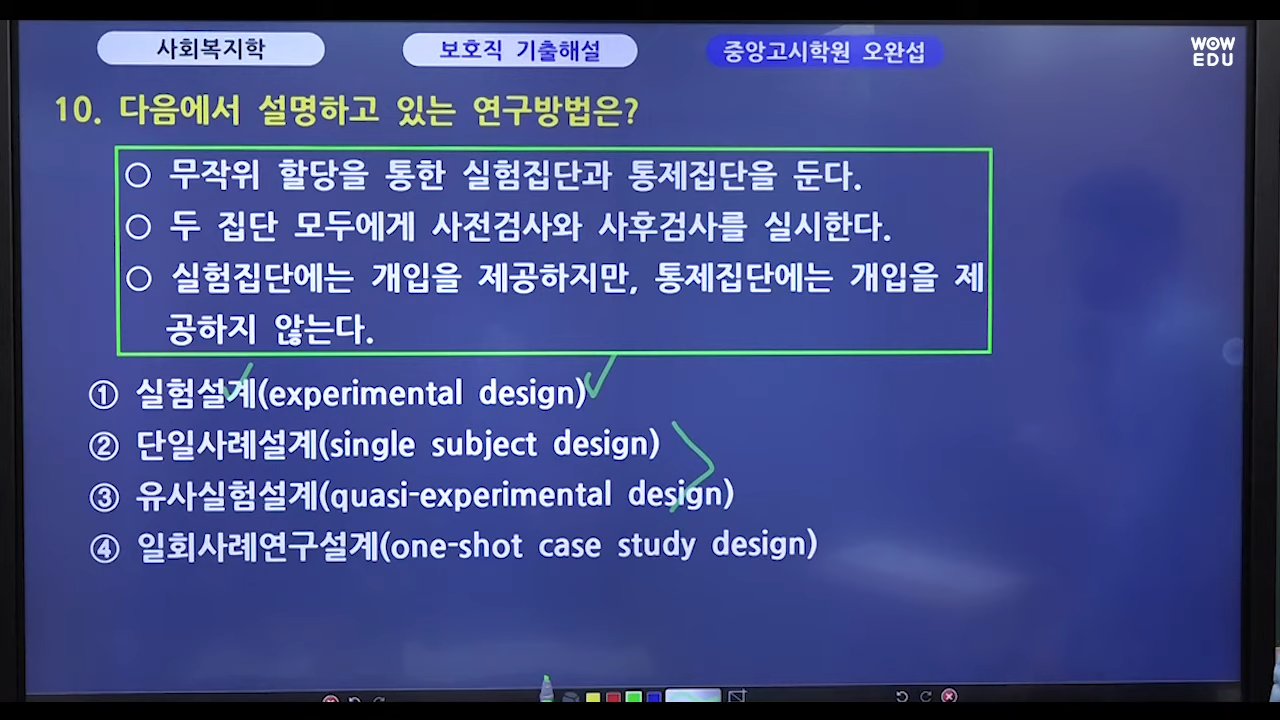 사회복지학
보호직 기출해설
중앙고시학원 오완섭
WOW
EDU
10. 다음에서 설명하고 있는 연구방법은?
○ 무작위 할당을 통한 실험집단과 통제집단을 둔다.
○ 두 집단 모두에게 사전검사와 사후검사를 실시한다.
○ 실험집단에는 개입을 제공하지만, 통제집단에는 개입을 제
공하지 않는다.
① 실험설계(experimental design)
② 단일사례설계(single subject design)
③ 유사실험설계(quasi-experimental design)
④ 일회사례연구설계(one-shot case study design)